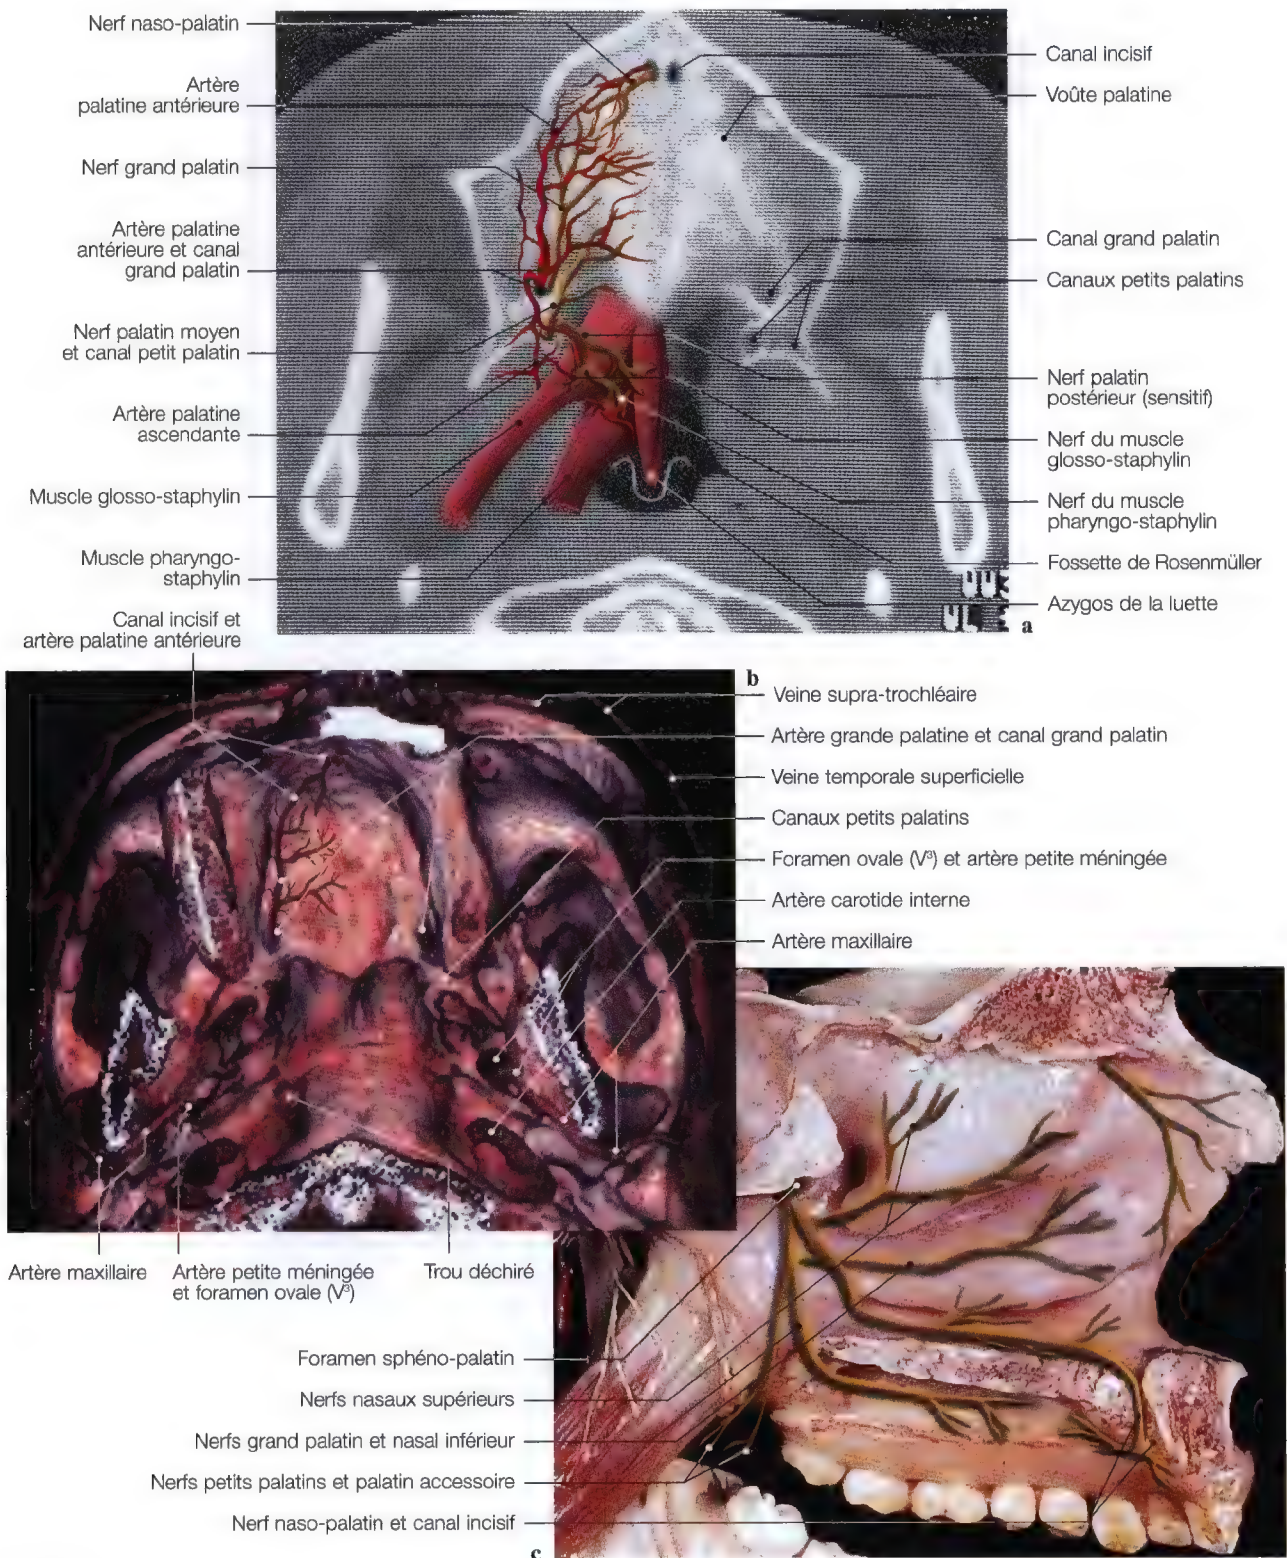 Nerf naso-palatin
Artère
palatine antérieure
Nerf grand palatin
Artère palatine
antérieure et canal
grand palatin
Nerf palatin moyen
et canal petit palatin
Artère palatine
ascendante
Muscle glosso-staphylin
Muscle pharyngo-
staphylin
Canal incisif et
artère palatine antérieure
Canal incisif
Voûte palatine
Canal grand palatin
Canaux petits palatins
Nerf palatin
postérieur (sensitif)
Nerf du muscle
glosso-staphylin
Nerf du muscle
pharyngo-staphylin
Fossette de Rosenmüller
Azygos de la luette
a
b
Veine supra-trochléaire
Artère grande palatine et canal grand palatin
Veine temporale superficielle
Canaux petits palatins
Foramen ovale (V³) et artère petite méningée
Artère carotide interne
Artère maxillaire
Artère maxillaire
Artère petite méningée
et foramen ovale (V³)
Trou déchiré
Foramen sphéno-palatin
Nerfs nasaux supérieurs
Nerfs grand palatin et nasal inférieur
Nerfs petits palatins et palatin accessoire
Nerf naso-palatin et canal incisif
c